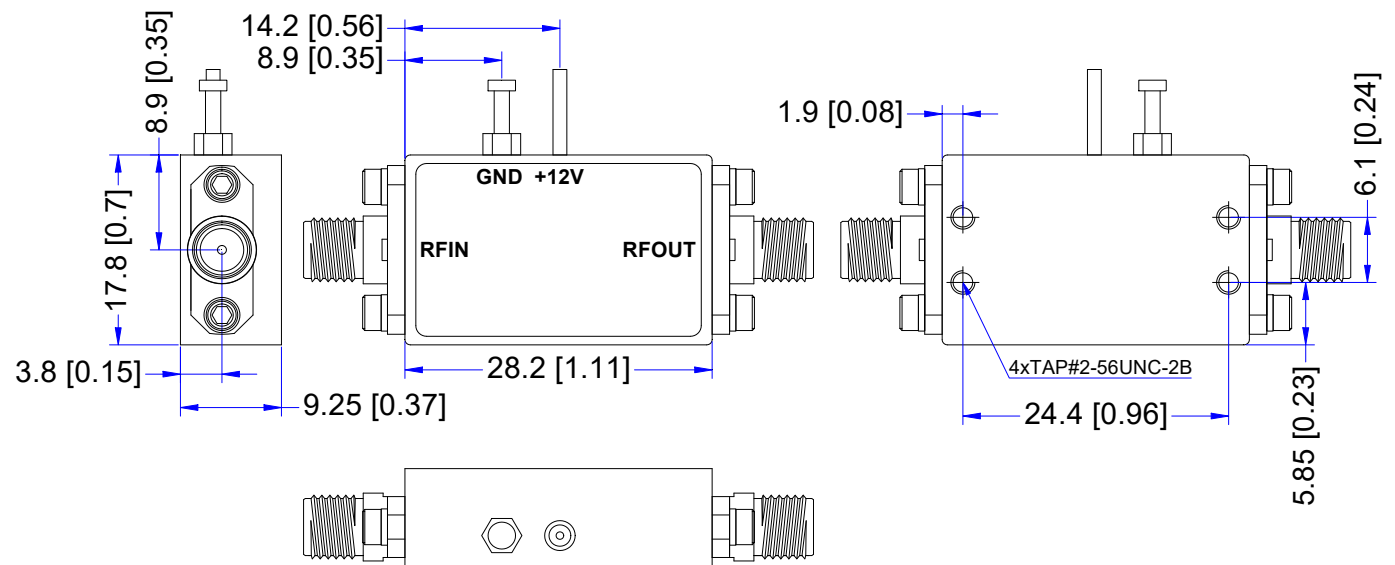 14.2 [0.56]
8.9 [0.35]
8.9 [0.35]
17.8 [0.7]
3.8 [0.15]
9.25 [0.37]
GND +12V
RFIN
RFOUT
28.2 [1.11]
1.9 [0.08]
6.1 [0.24]
4xTAP#2-56UNC-2B
24.4 [0.96]
5.85 [0.23]